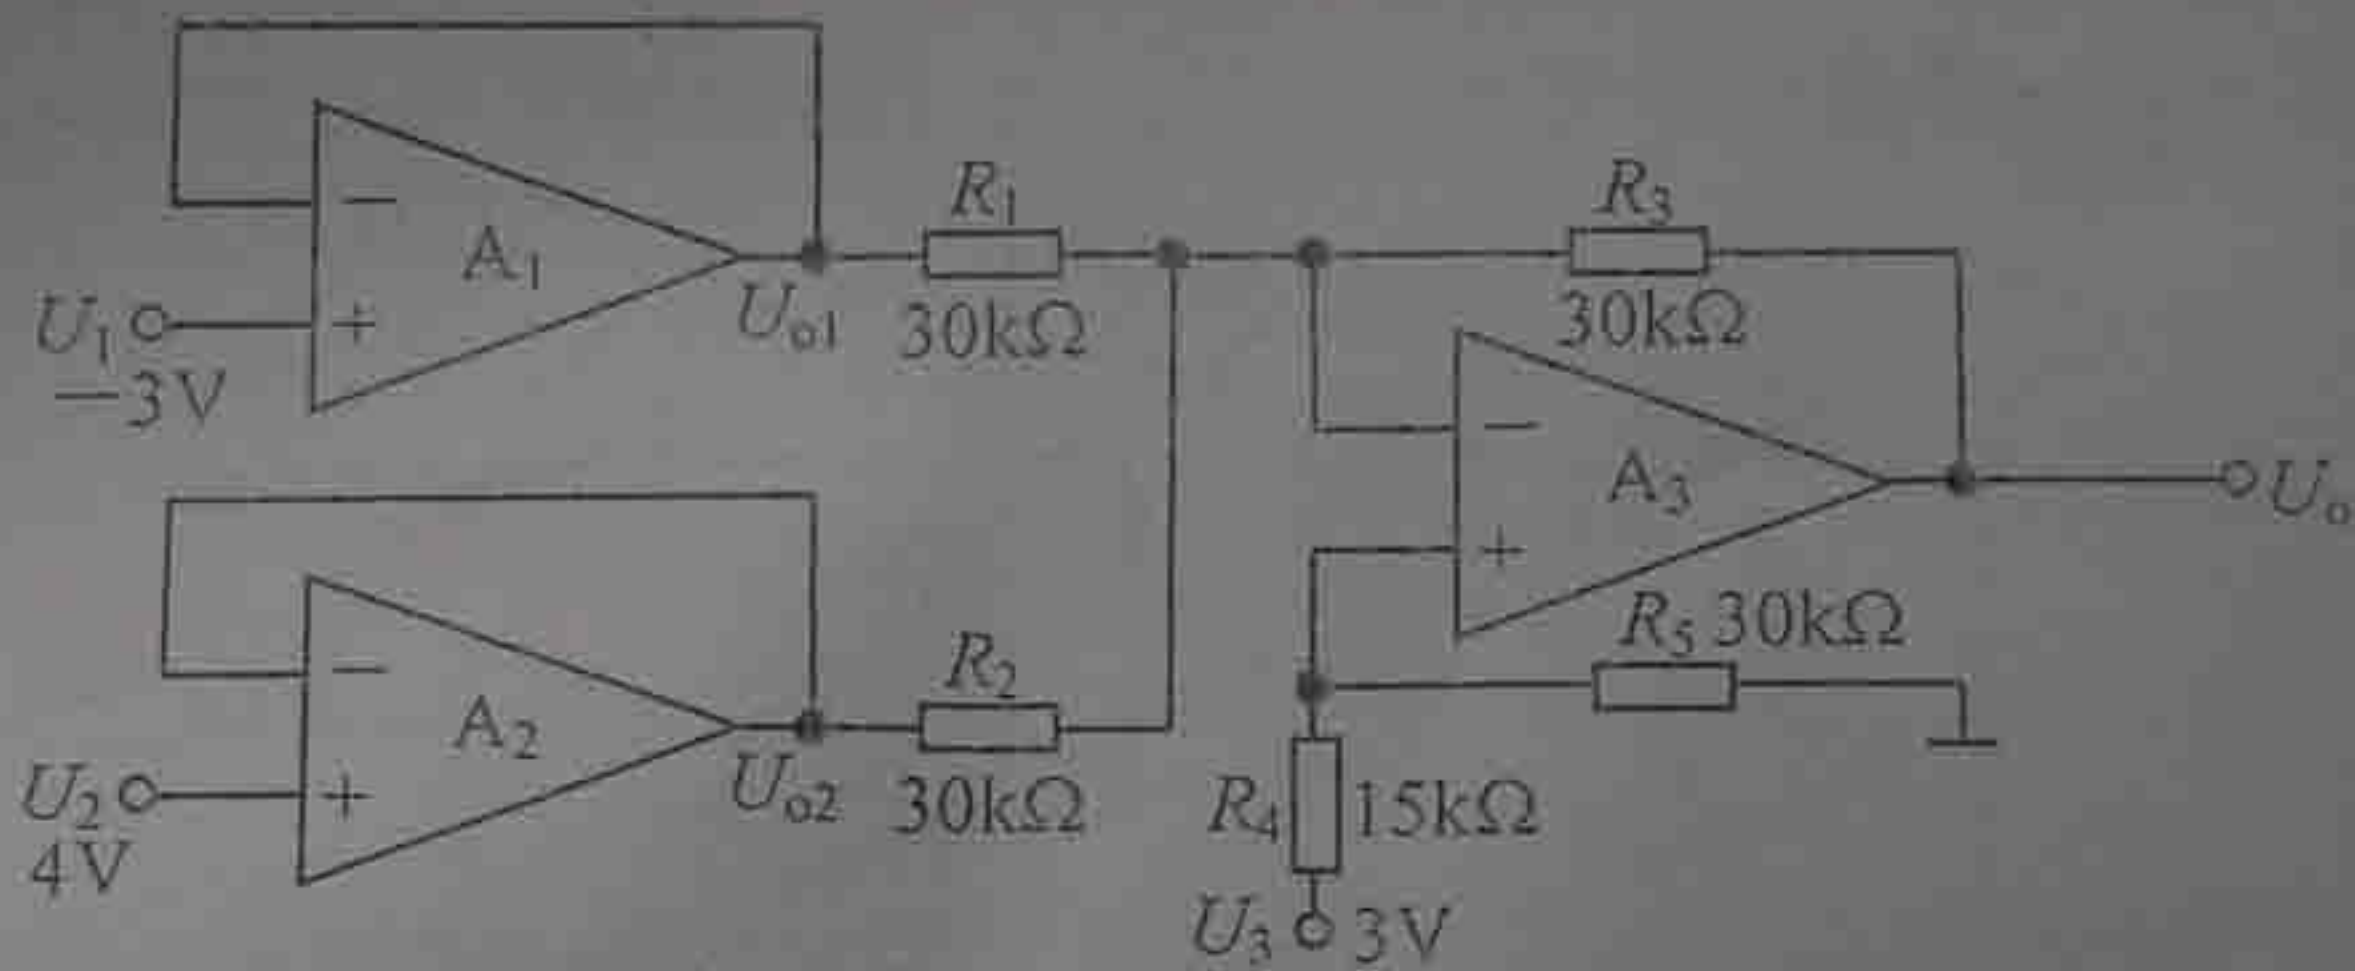 R₁
R₃
− A₁
Uₒ₁ 30kΩ
30kΩ
U₁ +
−3V
− A₃
Uₒ
+
R₂
R₅ 30kΩ
− A₂
Uₒ₂ 30kΩ
U₂ +
4V
R₄ 15kΩ
U₃ 3V